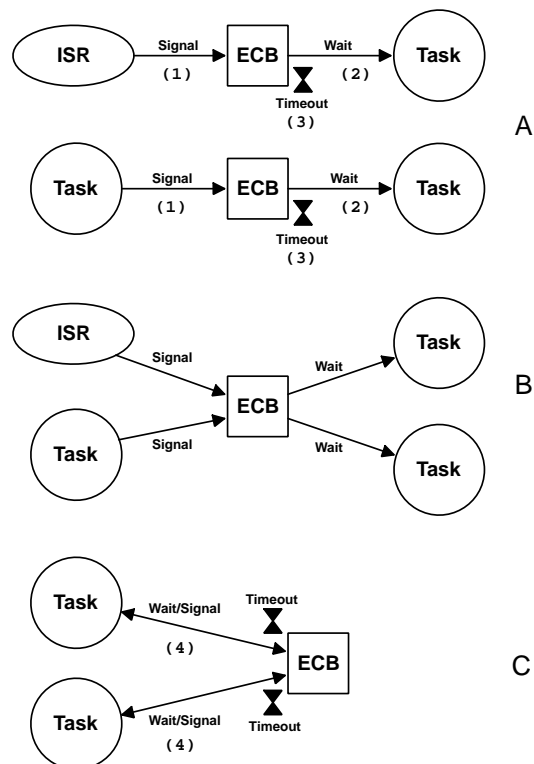 ISR
Signal
(1)
ECB
Wait
(2)
Timeout
(3)
Task
A
Task
Signal
(1)
ECB
Wait
(2)
Timeout
(3)
Task
ISR
Signal
Task
Signal
ECB
Wait
Task
Wait
Task
B
Task
Wait/Signal
(4)
Timeout
ECB
Task
Wait/Signal
(4)
Timeout
C